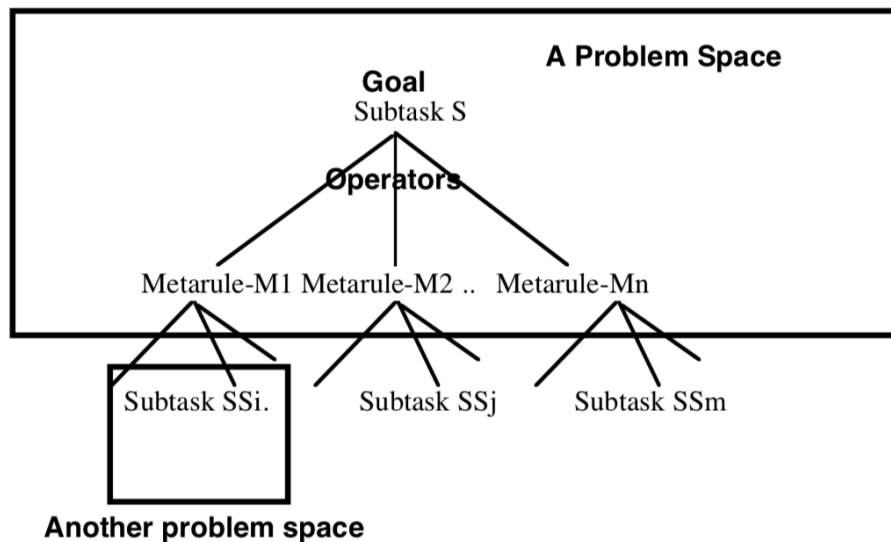 A Problem Space
Goal
Subtask S
Operators
Metarule-M1 Metarule-M2 .. Metarule-Mn
Subtask SSi. Subtask SSj Subtask SSm
Another problem space